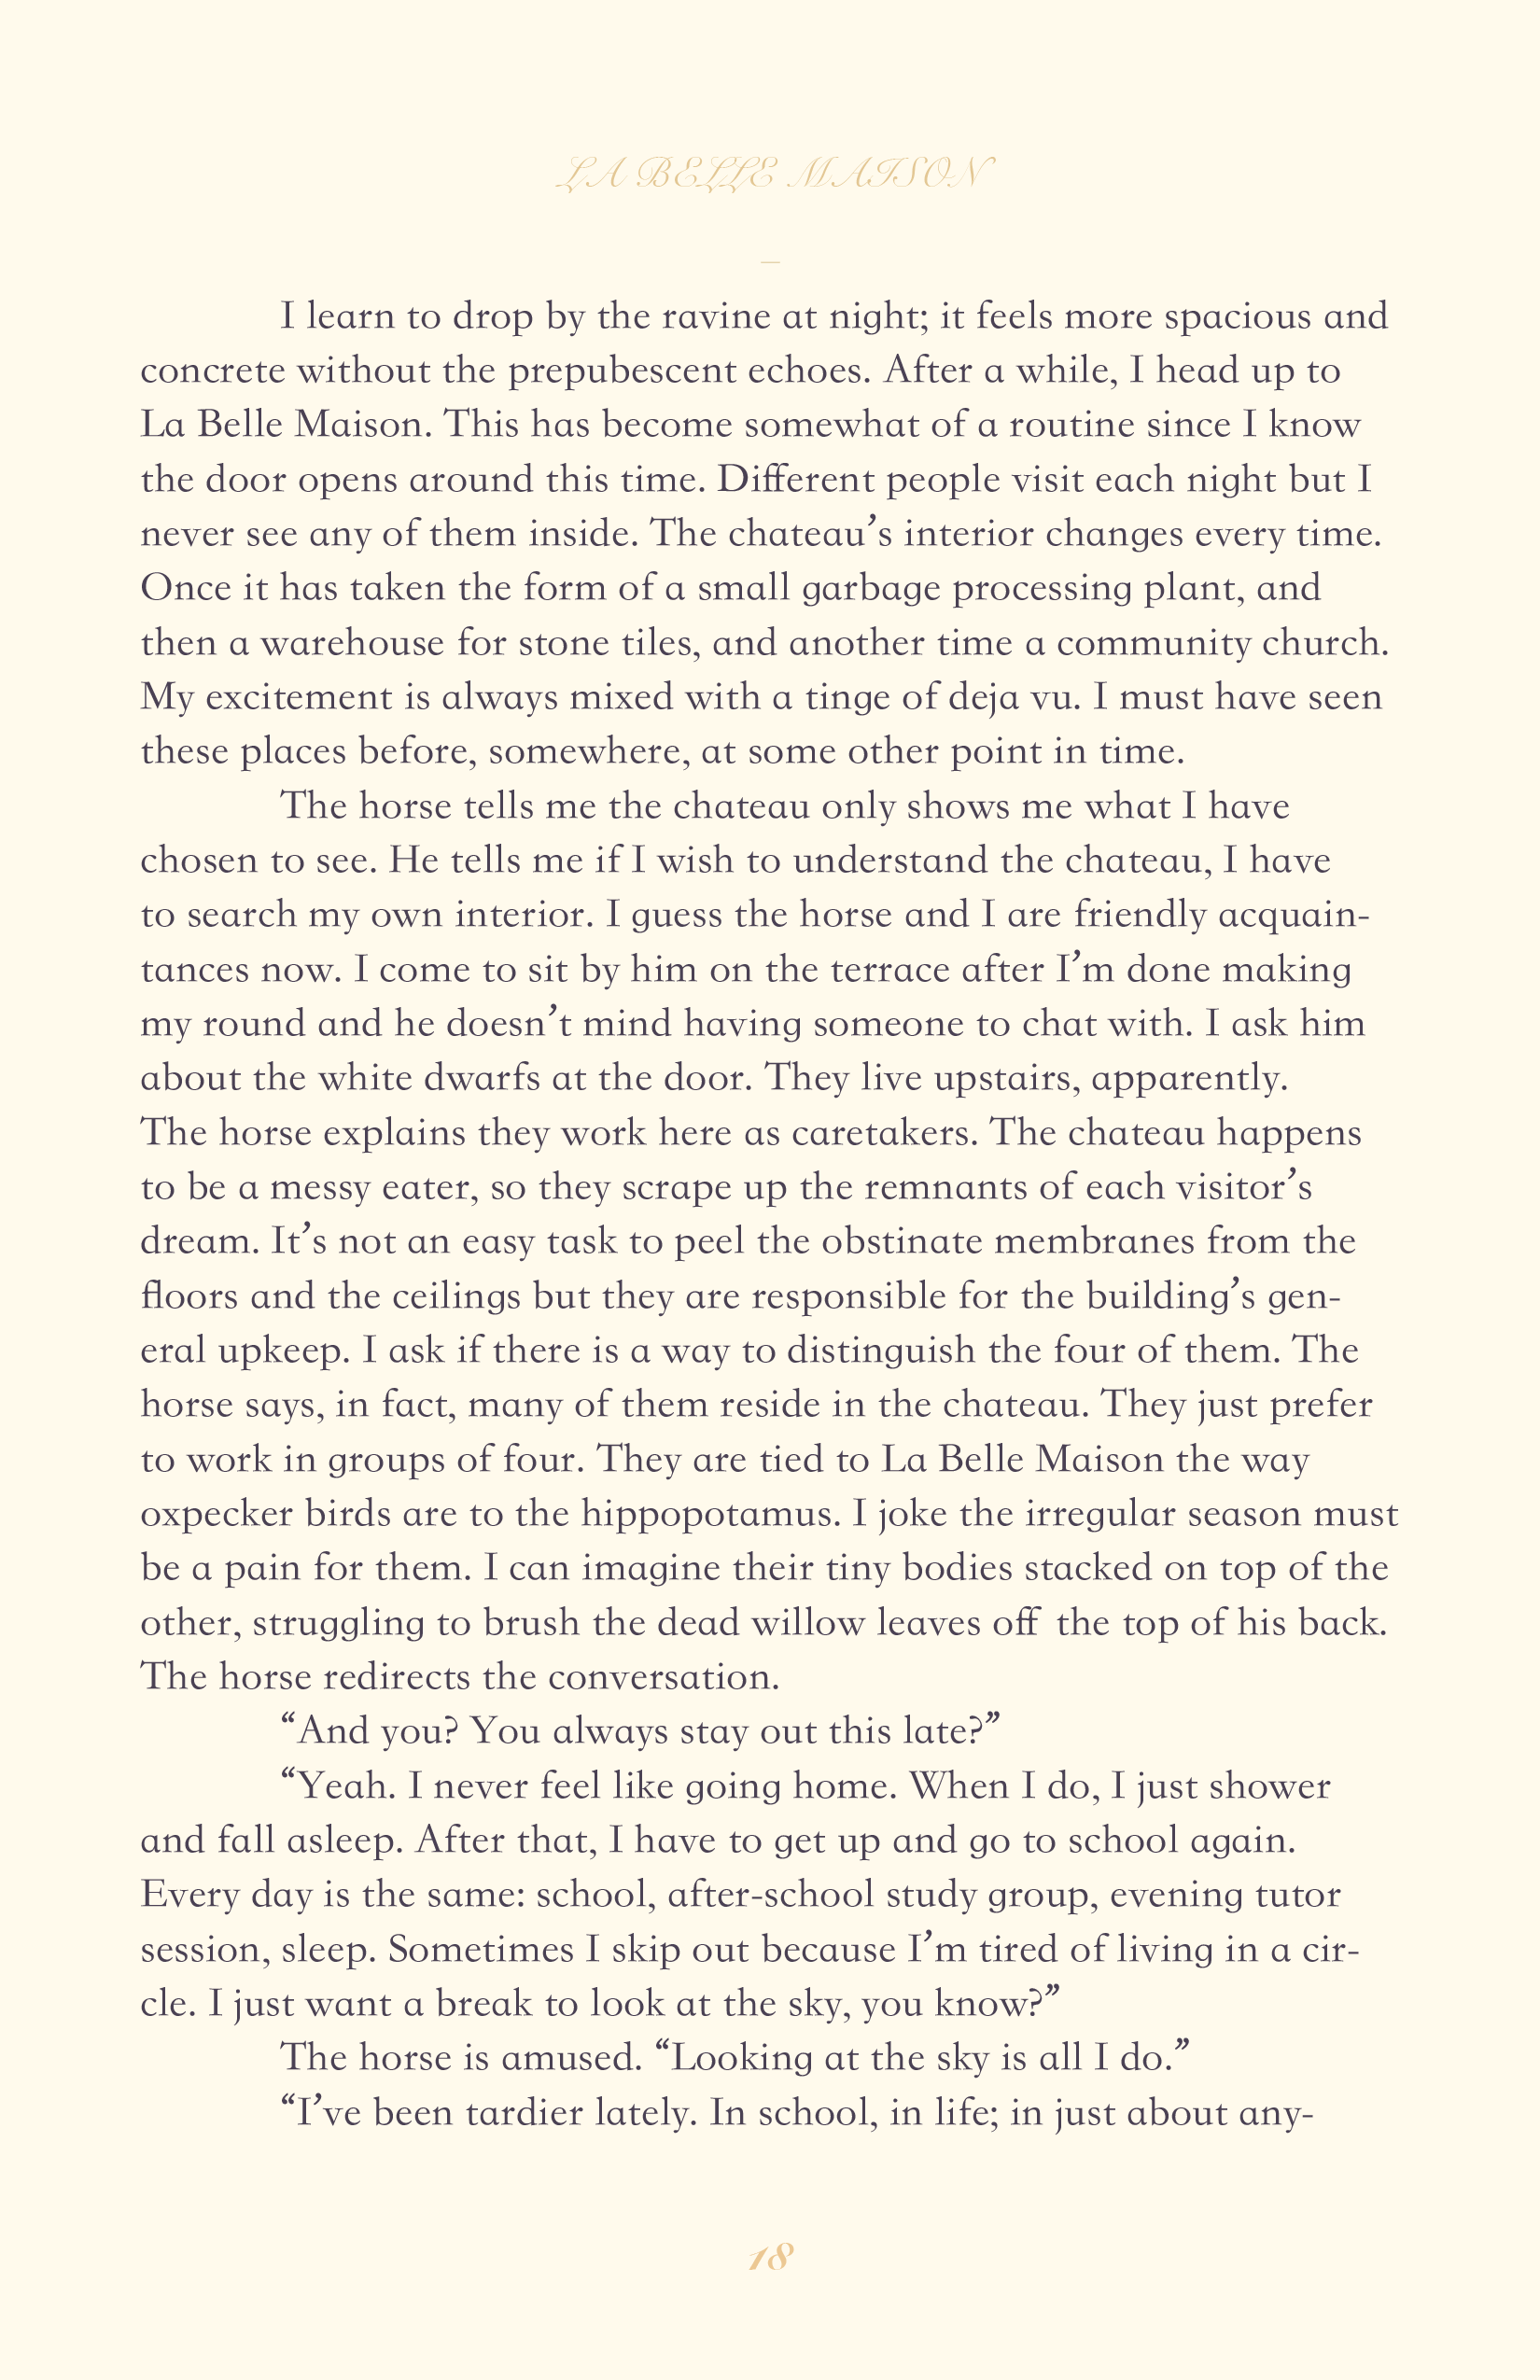 LA BELLE MAISON
—
I learn to drop by the ravine at night; it feels more spacious and
concrete without the prepubescent echoes. After a while, I head up to
La Belle Maison. This has become somewhat of a routine since I know
the door opens around this time. Different people visit each night but I
never see any of them inside. The chateau’s interior changes every time.
Once it has taken the form of a small garbage processing plant, and
then a warehouse for stone tiles, and another time a community church.
My excitement is always mixed with a tinge of deja vu. I must have seen
these places before, somewhere, at some other point in time.
The horse tells me the chateau only shows me what I have
chosen to see. He tells me if I wish to understand the chateau, I have
to search my own interior. I guess the horse and I are friendly acquain-
tances now. I come to sit by him on the terrace after I’m done making
my round and he doesn’t mind having someone to chat with. I ask him
about the white dwarfs at the door. They live upstairs, apparently.
The horse explains they work here as caretakers. The chateau happens
to be a messy eater, so they scrape up the remnants of each visitor’s
dream. It’s not an easy task to peel the obstinate membranes from the
floors and the ceilings but they are responsible for the building’s gen-
eral upkeep. I ask if there is a way to distinguish the four of them. The
horse says, in fact, many of them reside in the chateau. They just prefer
to work in groups of four. They are tied to La Belle Maison the way
oxpecker birds are to the hippopotamus. I joke the irregular season must
be a pain for them. I can imagine their tiny bodies stacked on top of the
other, struggling to brush the dead willow leaves off the top of his back.
The horse redirects the conversation.
“And you? You always stay out this late?”
“Yeah. I never feel like going home. When I do, I just shower
and fall asleep. After that, I have to get up and go to school again.
Every day is the same: school, after-school study group, evening tutor
session, sleep. Sometimes I skip out because I’m tired of living in a cir-
cle. I just want a break to look at the sky, you know?”
The horse is amused. “Looking at the sky is all I do.”
“I’ve been tardier lately. In school, in life; in just about any-
18